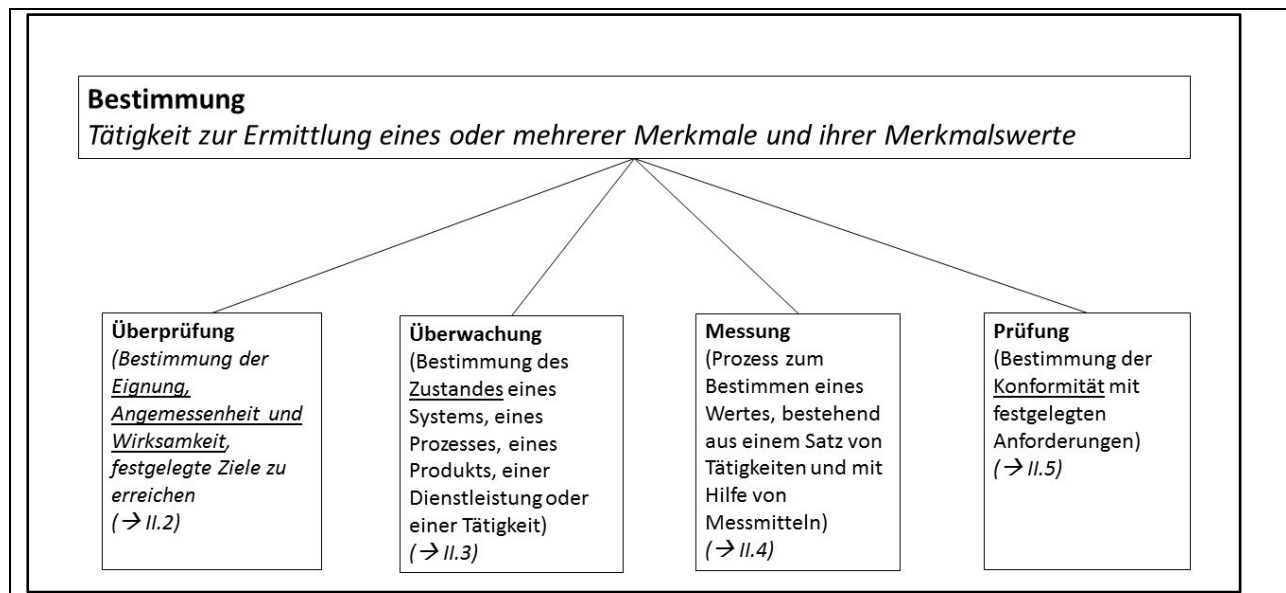 Bestimmung
Tätigkeit zur Ermittlung eines oder mehrerer Merkmale und ihrer Merkmalswerte
Überprüfung
(Bestimmung der
Eignung,
Angemessenheit und
Wirksamkeit,
festgelegte Ziele zu
erreichen
(→ II.2)
Überwachung
(Bestimmung des
Zustandes eines
Systems, eines
Prozesses, eines
Produkts, einer
Dienstleistung oder
einer Tätigkeit)
(→ II.3)
Messung
(Prozess zum
Bestimmen eines
Wertes, bestehend
aus einem Satz von
Tätigkeiten und mit
Hilfe von
Messmitteln)
(→ II.4)
Prüfung
(Bestimmung der
Konformität mit
festgelegten
Anforderungen)
(→ II.5)